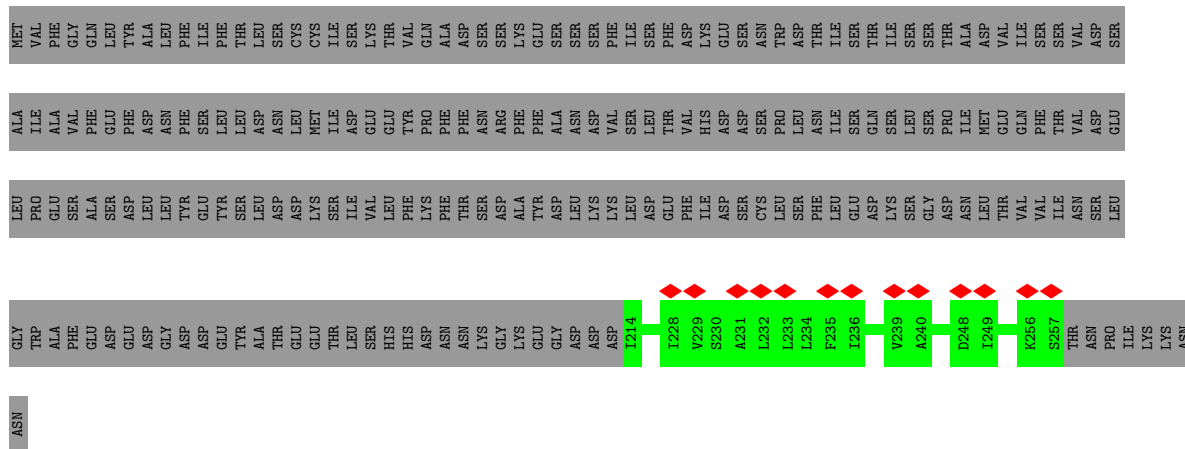 MET VAL PHE GLY GLN LEU TYR ALA LEU PHE ILE PHE THR LEU SER CYS CYS ILE SER LYS THR VAL GLN ALA ASP SER SER LYS GLU SER SER SER PHE ILE SER PHE ASP LYS GLU SER ASN TRP ASP THR ILE SER THR ILE SER SER THR ALA ASP VAL ILE SER SER VAL ASP SER
ALA ILE ALA VAL PHE GLU PHE ASP ASN PHE SER LEU LEU ASP ASN LEU MET ILE ASP GLU GLU TYR PRO PHE PHE ASN ARG PHE PHE ALA ASN ASP VAL SER LEU THR VAL HIS ASP ASP SER PRO LEU ASN ILE SER GLN SER LEU SER PRO ILE MET GLU GLN PHE THR VAL ASP GLU
LEU PRO GLU SER ALA SER ASP LEU LEU TYR GLU TYR SER LEU ASP ASP LYS SER ILE VAL LEU PHE LYS PHE THR SER ASP ALA TYR ASP LEU LYS LYS LEU ASP GLU PHE ILE ASP SER CYS LEU SER PHE LEU GLU ASP LYS SER GLY ASP ASN LEU THR VAL VAL ILE ASN SER LEU
GLY TRP ALA PHE GLU ASP GLU ASP GLY ASP ASP GLU TYR ALA THR GLU GLU THR LEU SER HIS HIS ASP ASN ASN LYS GLY LYS GLU GLY ASP ASP ASP I214 I228 V229 S230 A231 L232 L233 L234 F235 I236 V239 A240 D248 I249 K256 S257 THR ASN PRO ILE LYS LYS ASN
ASN